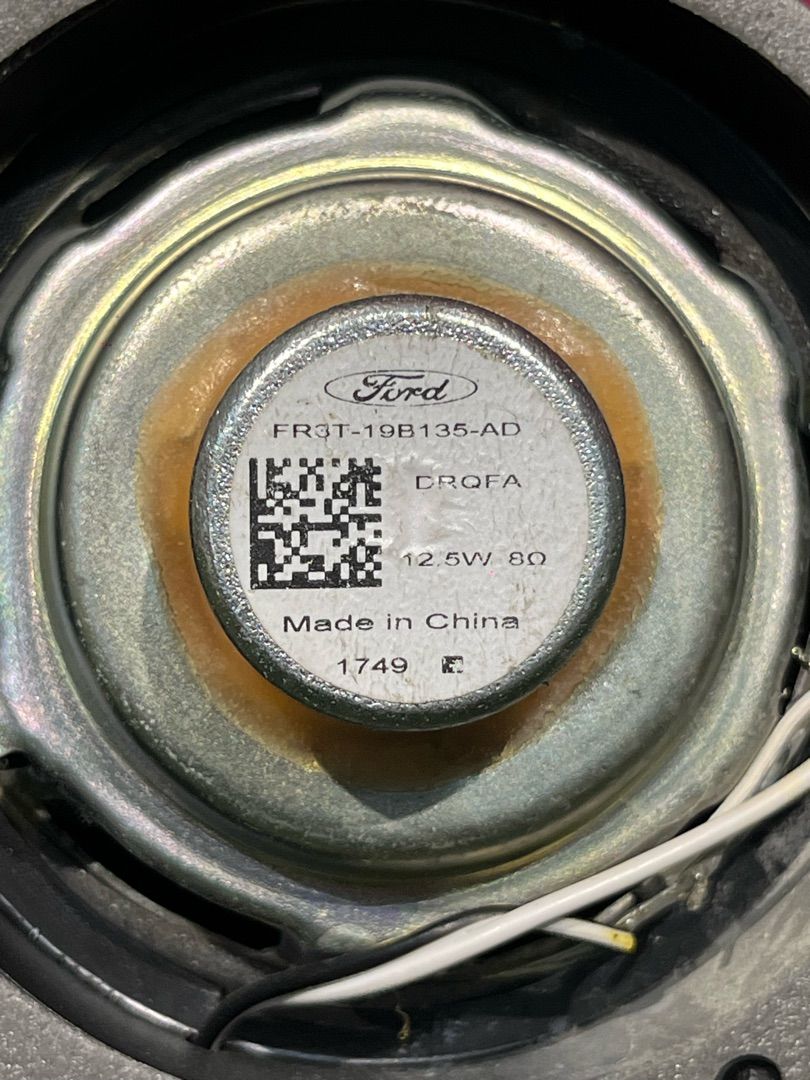 Ford
FR3T-19B135-AD
DRQFA
12.5W 8Ω
Made in China
1749